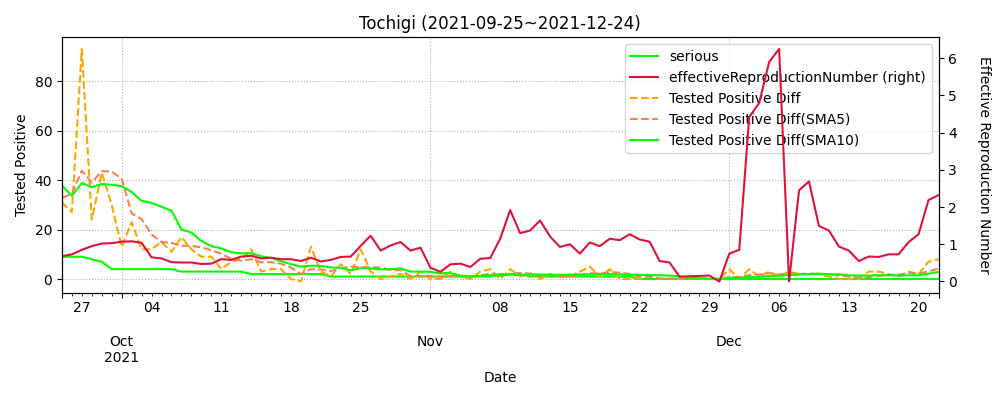 Tochigi (2021-09-25~2021-12-24)
serious
effectiveReproductionNumber (right)
Tested Positive Diff
Tested Positive Diff(SMA5)
Tested Positive Diff(SMA10)
Tested Positive
0
20
40
60
80
Effective Reproduction Number
0
1
2
3
4
5
6
27
04
11
18
25
08
15
22
29
06
13
20
Oct
2021
Nov
Dec
Date